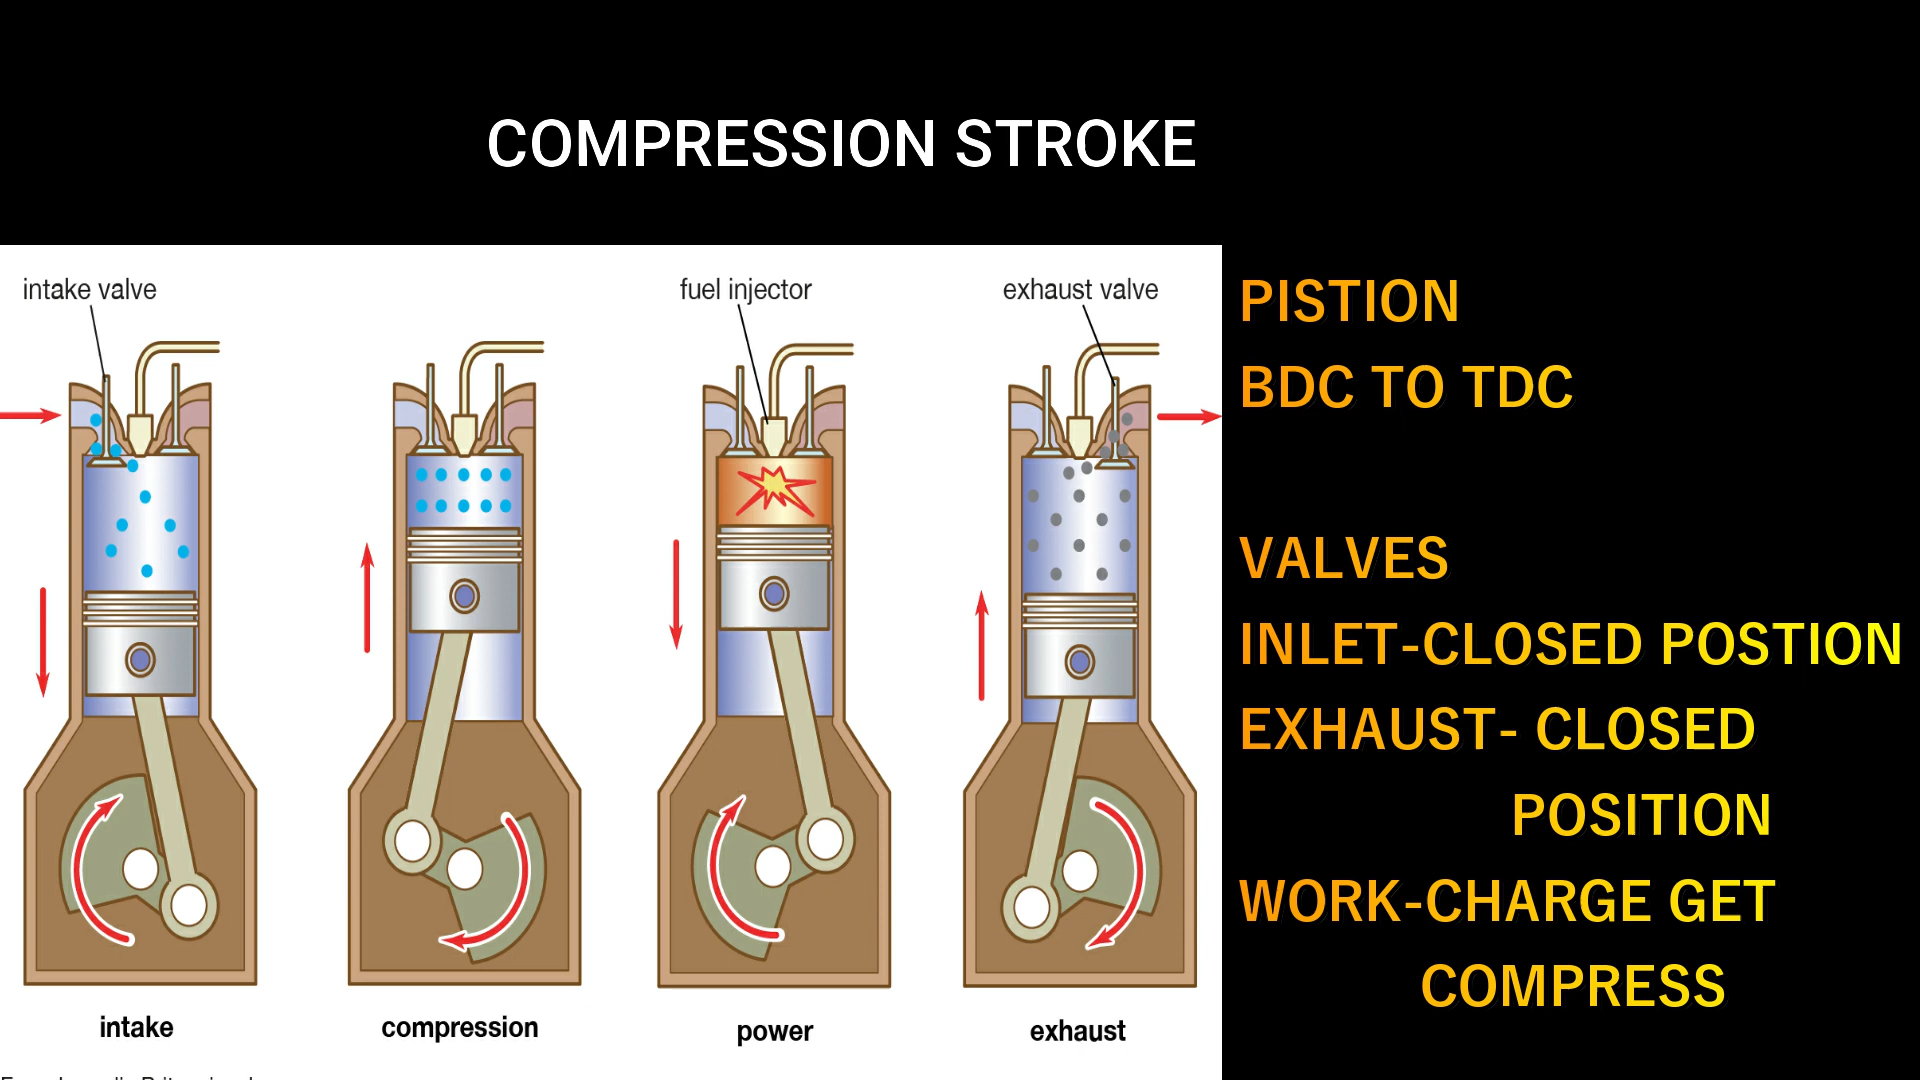 COMPRESSION STROKE
intake valve
fuel injector
exhaust valve
intake
compression
power
exhaust
PISTION
BDC TO TDC
VALVES
INLET-CLOSED POSTION
EXHAUST- CLOSED
POSITION
WORK-CHARGE GET
COMPRESS